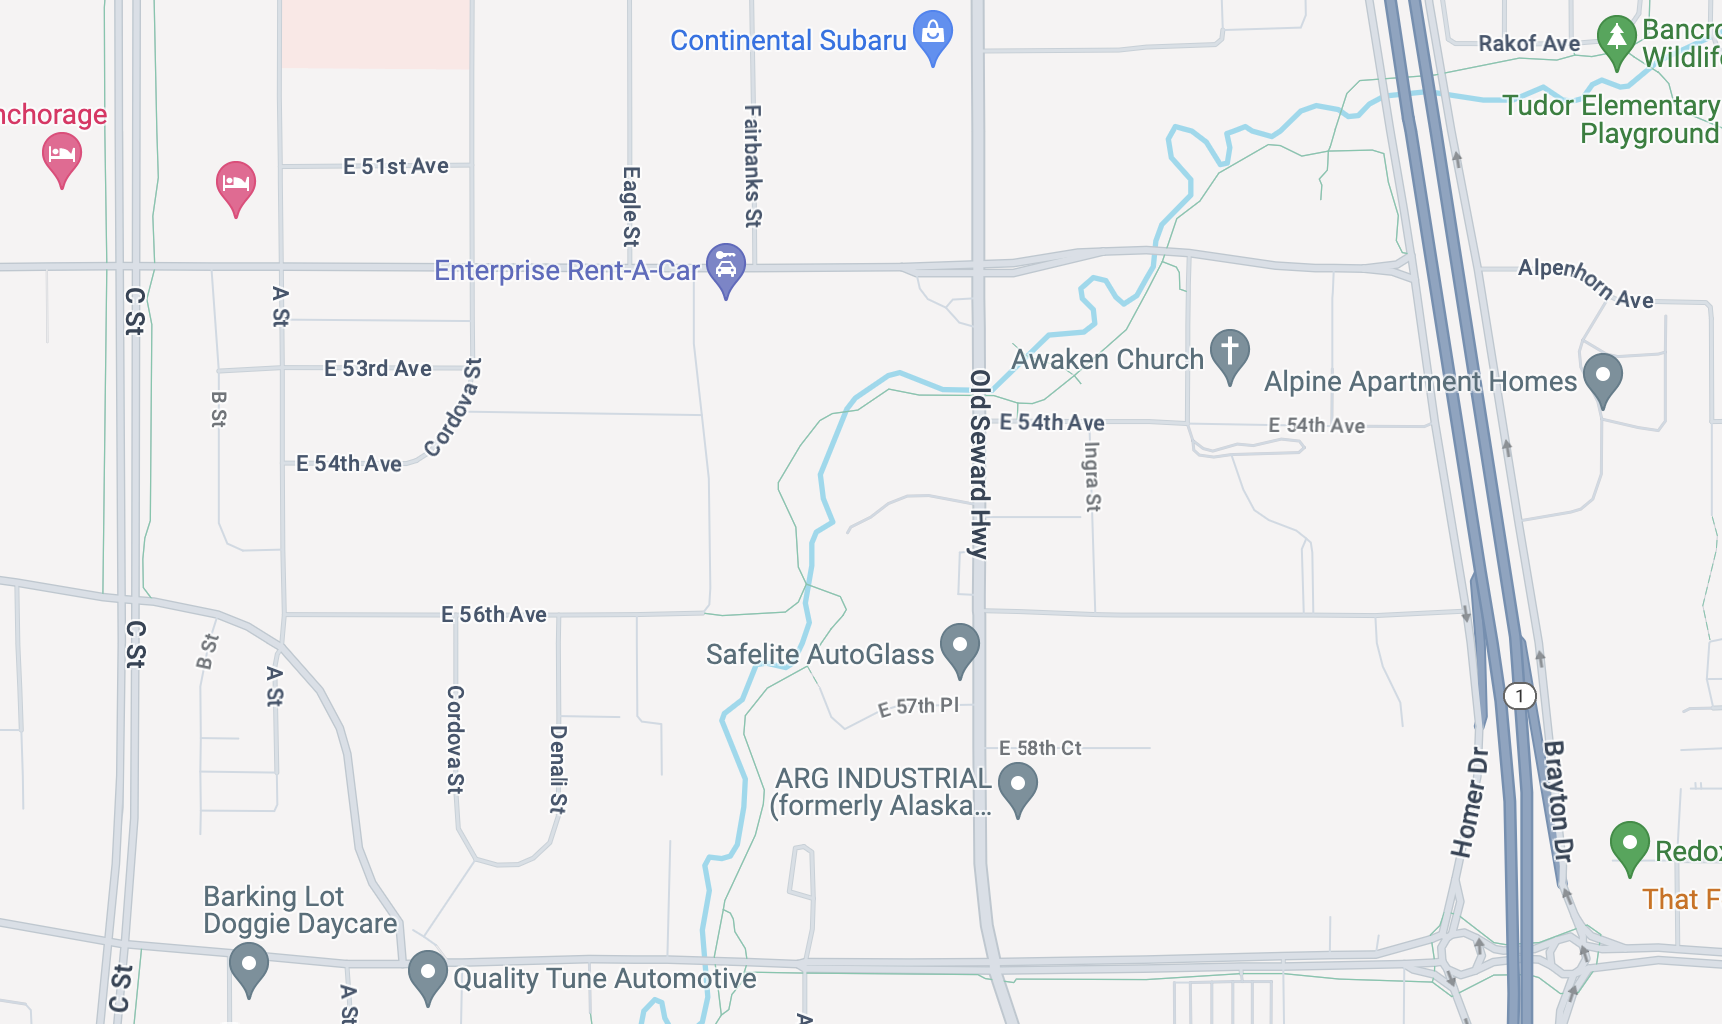 Continental Subaru
Rakof Ave
Bancro
Wildlife
Tudor Elementary
Playground
nchorage
Fairbanks St
E 51st Ave
Eagle St
Enterprise Rent-A-Car
Alpenhorn Ave
C St
A St
E 53rd Ave
Cordova St
B St
Awaken Church
Alpine Apartment Homes
Old Seward Hwy
E 54th Ave
E 54th Ave
E 54th Ave
Ingra St
E 56th Ave
C St
B St
A St
Safelite AutoGlass
E 57th Pl
1
Cordova St
Denali St
E 58th Ct
ARG INDUSTRIAL
(formerly Alaska...
Homer Dr
Brayton Dr
Redox
That F
Barking Lot
Doggie Daycare
Quality Tune Automotive
C St
A St
A